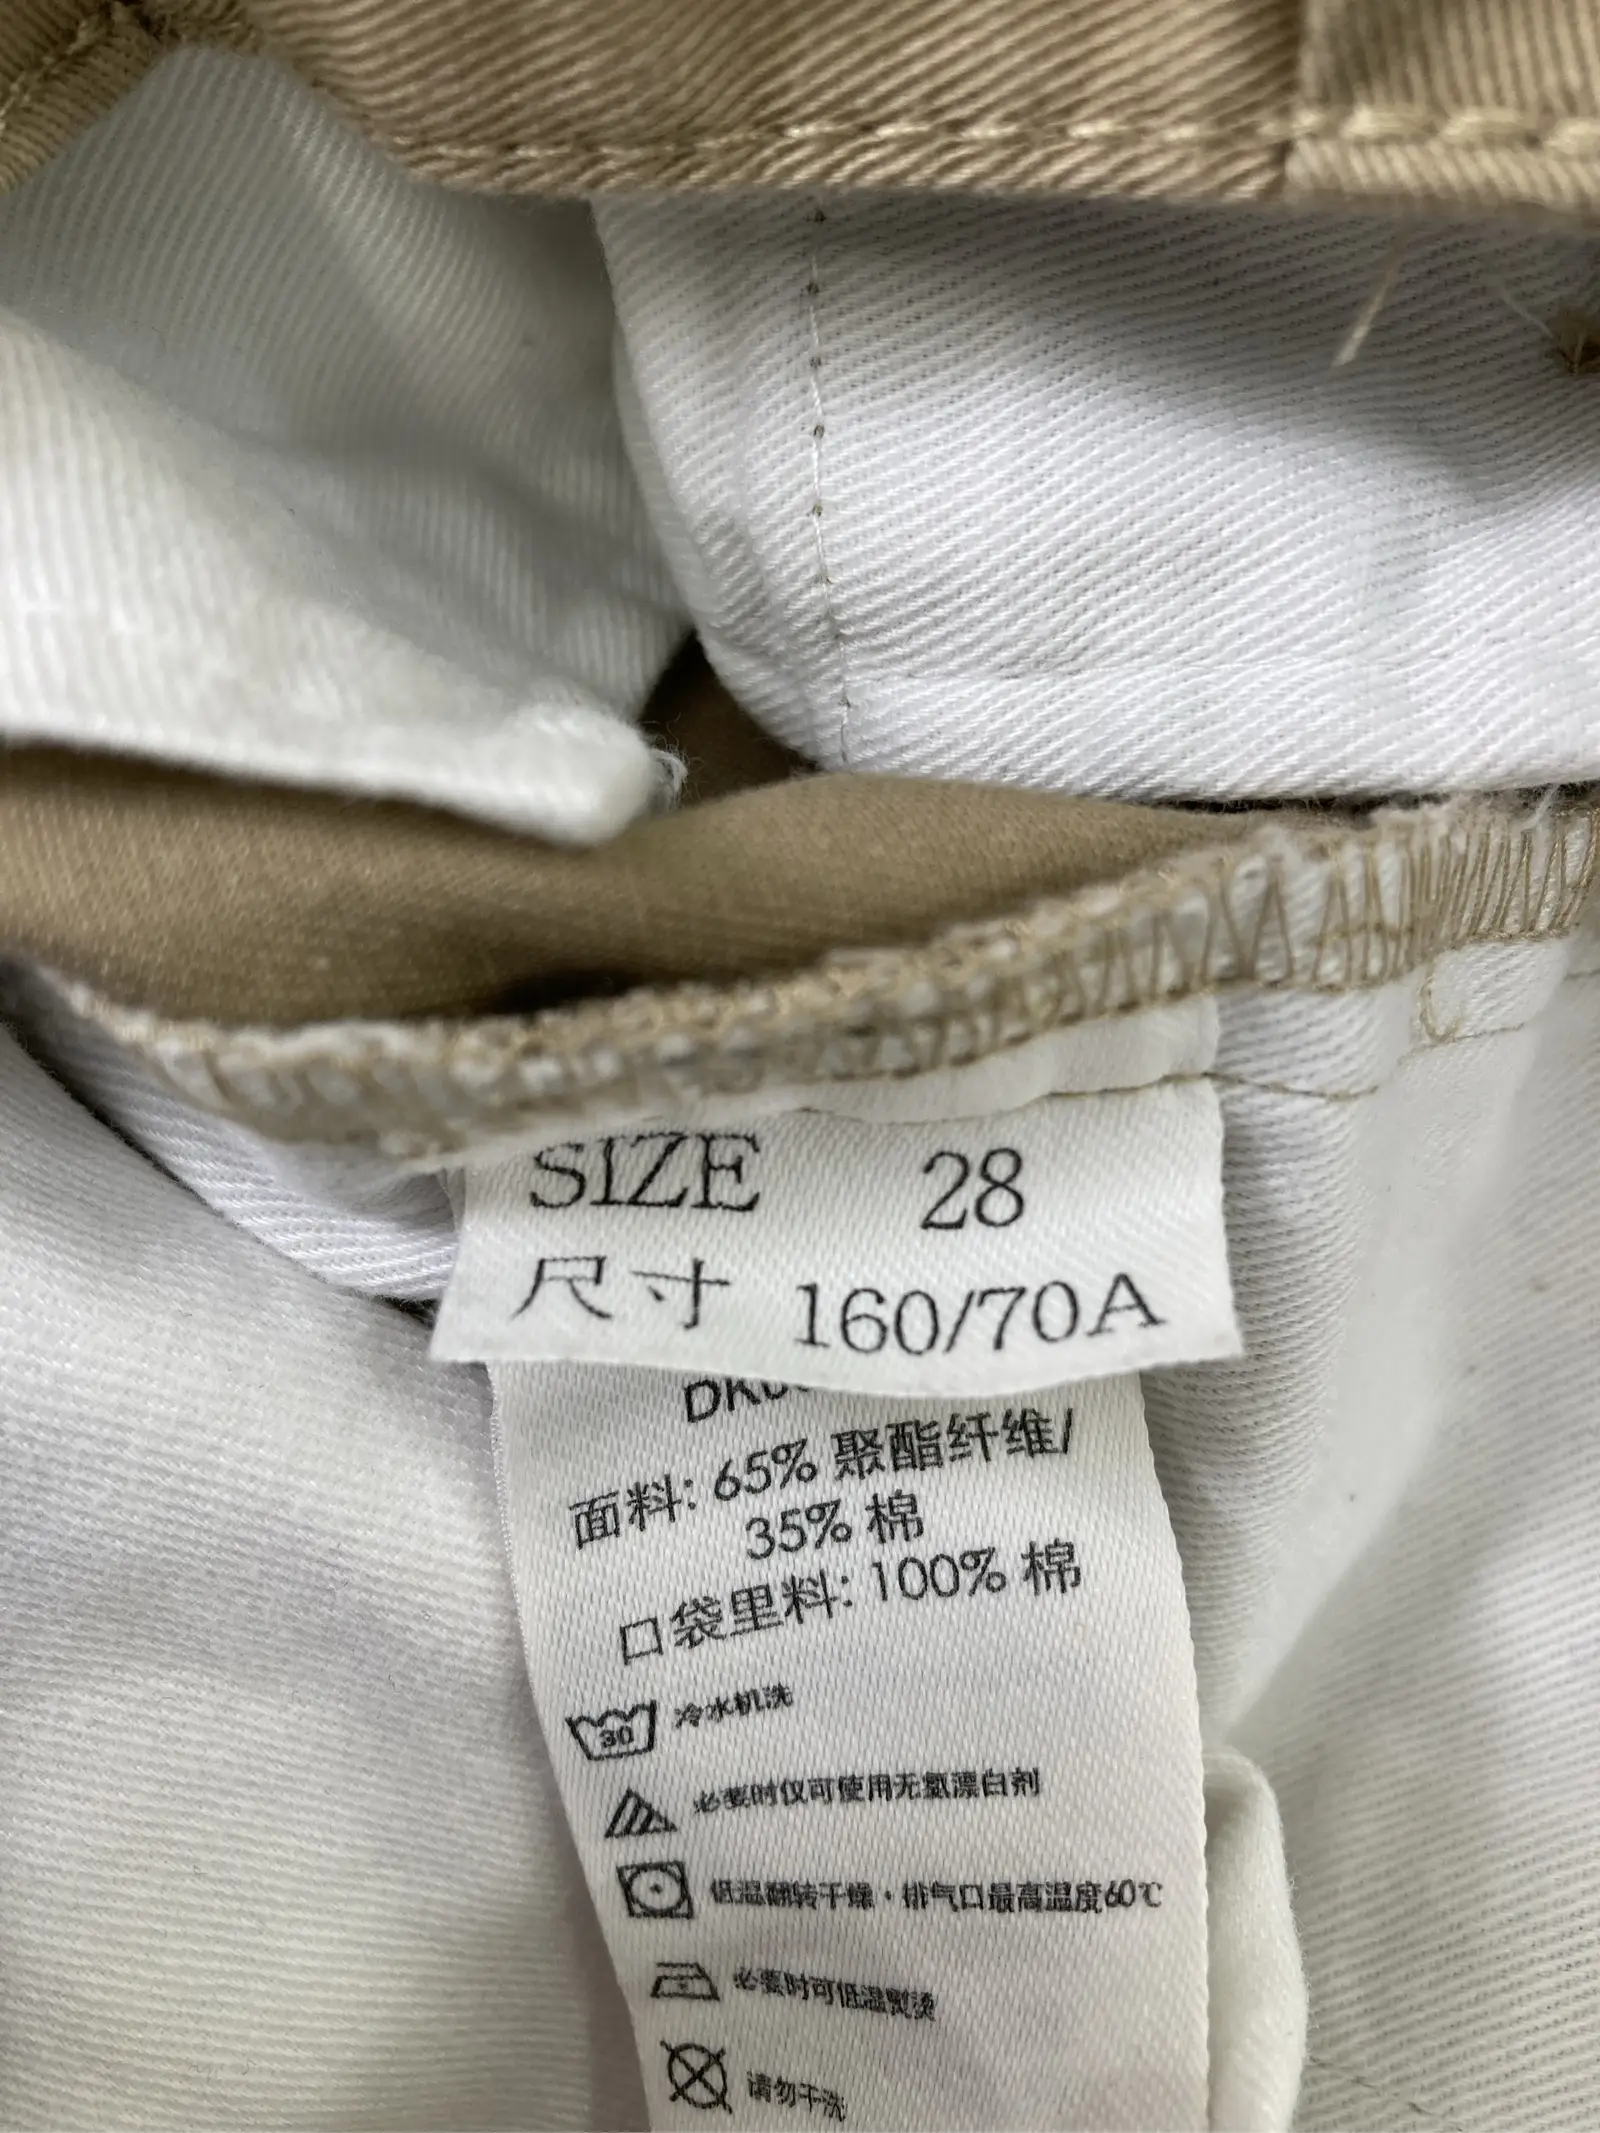 SIZE 28
尺寸 160/70A
面料: 65% 聚酯纤维/
35% 棉
口袋里料: 100% 棉
30 冷水机洗
必要时仅可使用无氯漂白剂
低温翻转干燥·排气口最高温度60℃
必要时可低温熨烫
请勿干洗